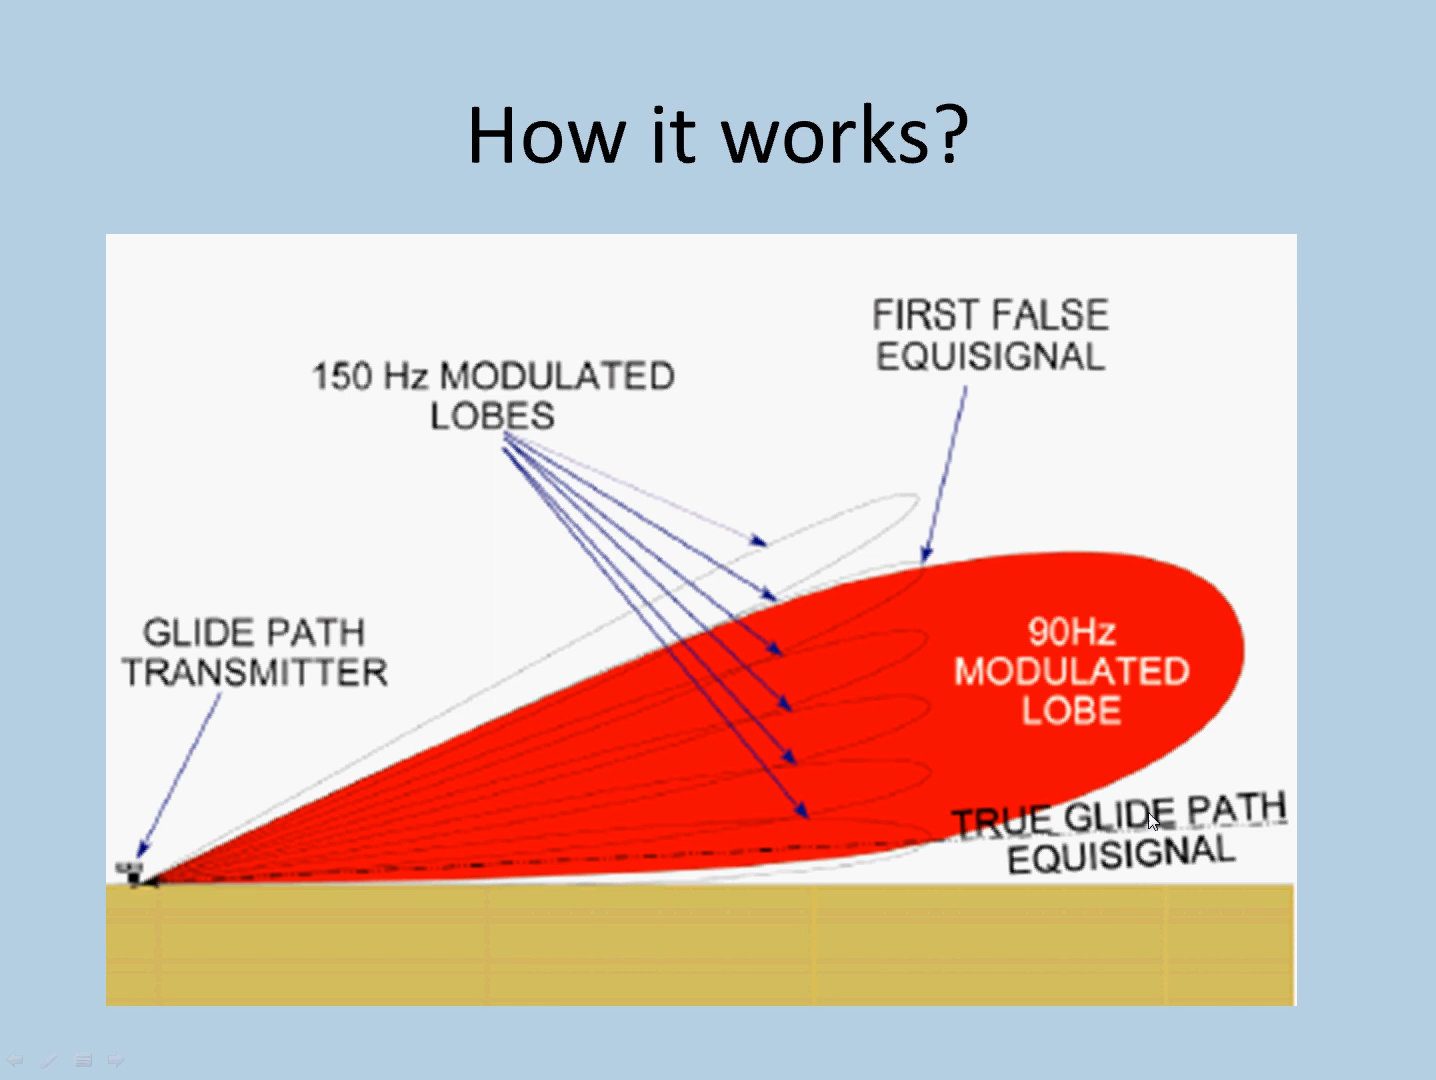 How it works?
FIRST FALSE
EQUISIGNAL
150 Hz MODULATED
LOBES
GLIDE PATH
TRANSMITTER
90Hz
MODULATED
LOBE
TRUE GLIDE PATH
EQUISIGNAL